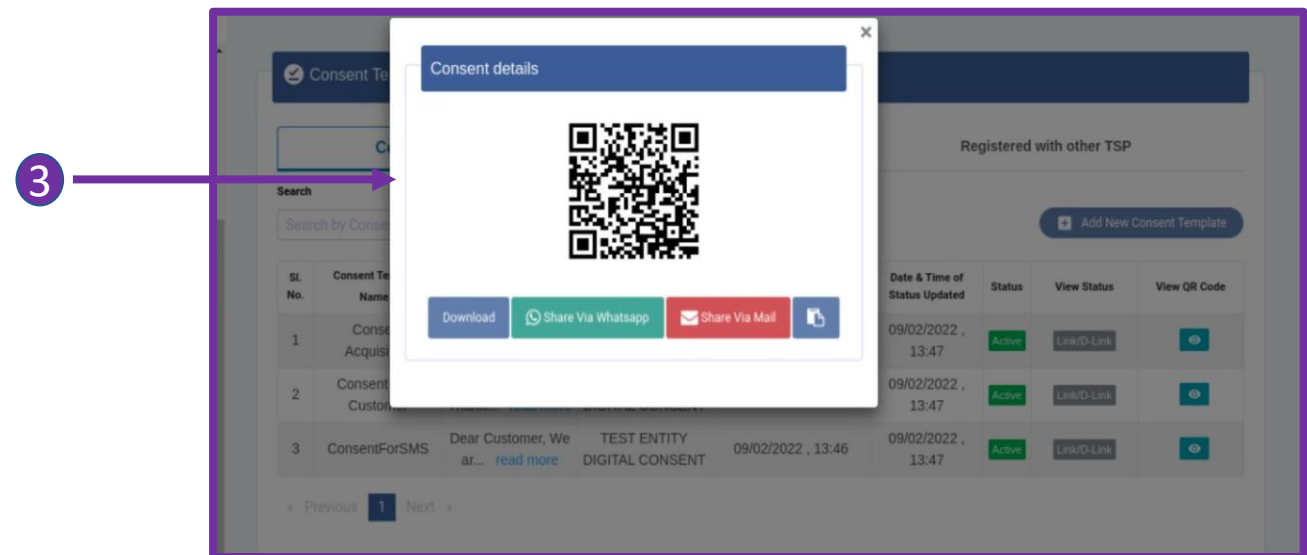 ×
Consent Te
Consent details
Co
Registered with other TSP
3
Search
Search by Conse
Add New Consent Template
Sl. No.
Consent Te
Name
Date & Time of Status Updated
Status
View Status
View QR Code
Download
Share Via Whatsapp
Share Via Mail
1
Conse
Acquisi
09/02/2022 , 13:47
Active
Link/D-Link
2
Consent
Customer
read more
DIGITAL CONSENT
09/02/2022 , 13:47
Active
Link/D-Link
3
ConsentForSMS
Dear Customer, We ar... read more
TEST ENTITY DIGITAL CONSENT
09/02/2022 , 13:46
09/02/2022 , 13:47
Active
Link/D-Link
« Previous 1 Next »